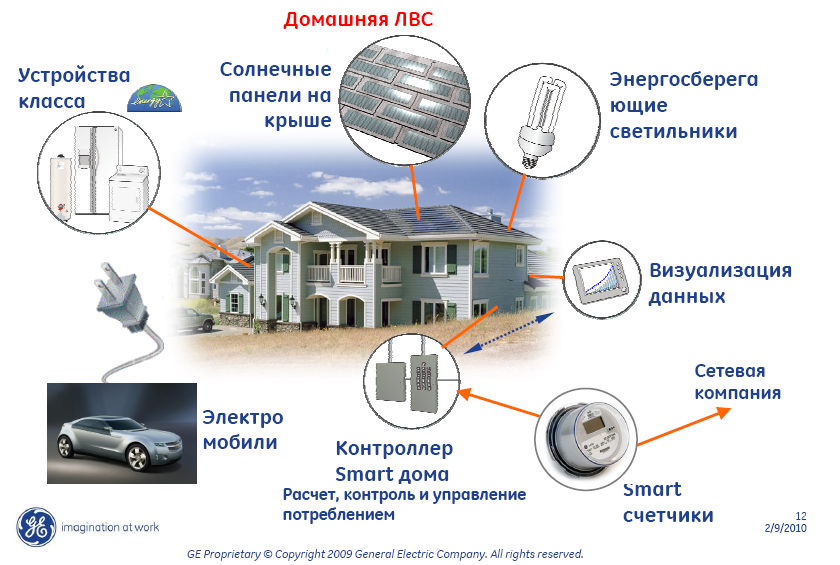 Домашняя ЛВС
Устройства
класса
energy
Солнечные
панели на
крыше
Энергосберега
ющие
светильники
Визуализация
данных
Сетевая
компания
Электро
мобили
Контроллер
Smart дома
Расчет, контроль и управление
потреблением
Smart
счетчики
GE imagination at work
12
2/9/2010
GE Proprietary © Copyright 2009 General Electric Company. All rights reserved.